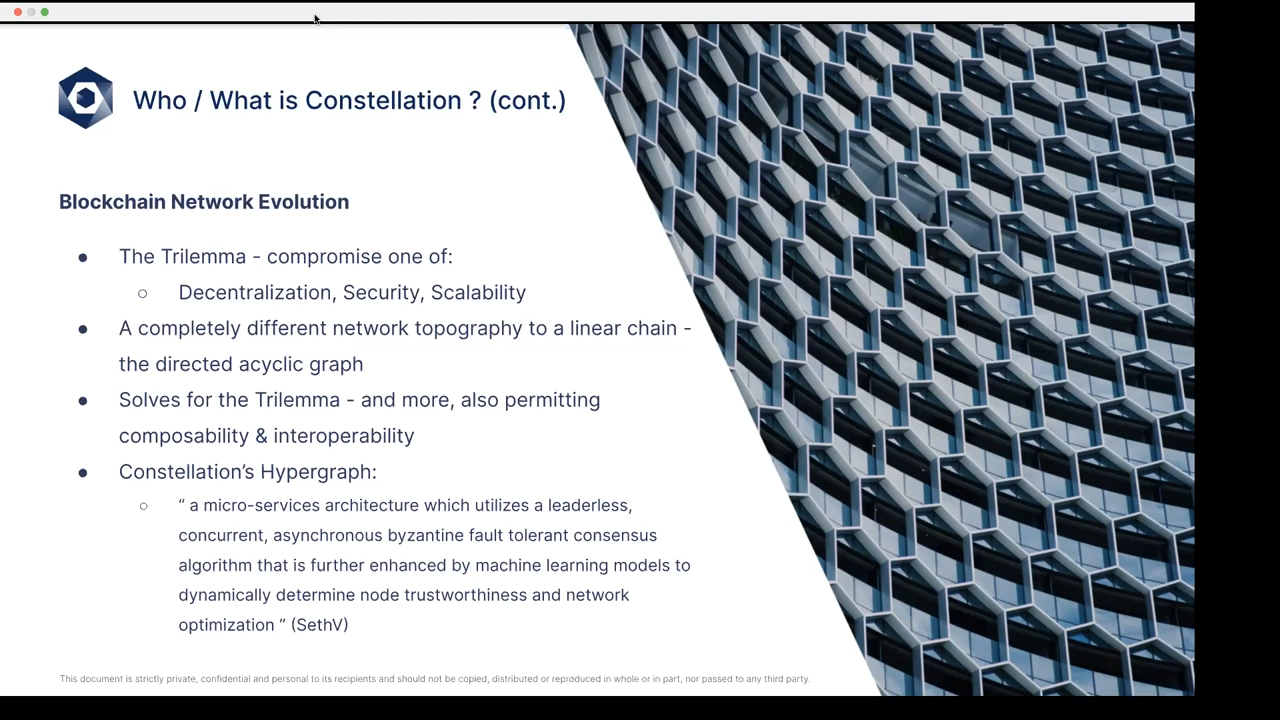 Who / What is Constellation ? (cont.)
Blockchain Network Evolution
● The Trilemma - compromise one of:
○ Decentralization, Security, Scalability
● A completely different network topography to a linear chain -
the directed acyclic graph
● Solves for the Trilemma - and more, also permitting
composability & interoperability
● Constellation’s Hypergraph:
○ “ a micro-services architecture which utilizes a leaderless,
concurrent, asynchronous byzantine fault tolerant consensus
algorithm that is further enhanced by machine learning models to
dynamically determine node trustworthiness and network
optimization ” (SethV)
This document is strictly private, confidential and personal to its recipients and should not be copied, distributed or reproduced in whole or in part, nor passed to any third party.